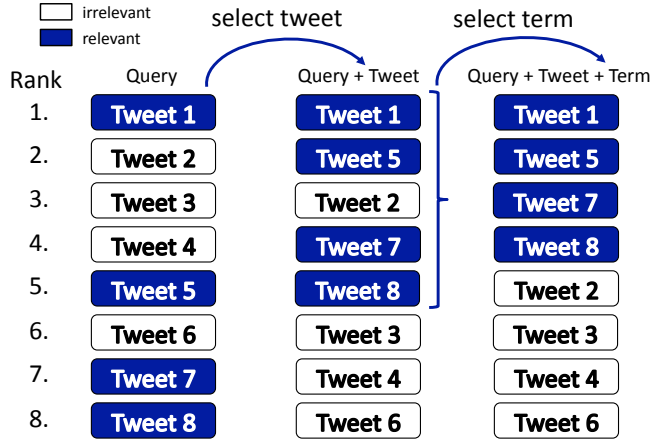 irrelevant
relevant
select tweet
select term
Rank Query Query + Tweet Query + Tweet + Term
1. Tweet 1 Tweet 1 Tweet 1
2. Tweet 2 Tweet 5 Tweet 5
3. Tweet 3 Tweet 2 Tweet 7
4. Tweet 4 Tweet 7 Tweet 8
5. Tweet 5 Tweet 8 Tweet 2
6. Tweet 6 Tweet 3 Tweet 3
7. Tweet 7 Tweet 4 Tweet 4
8. Tweet 8 Tweet 6 Tweet 6